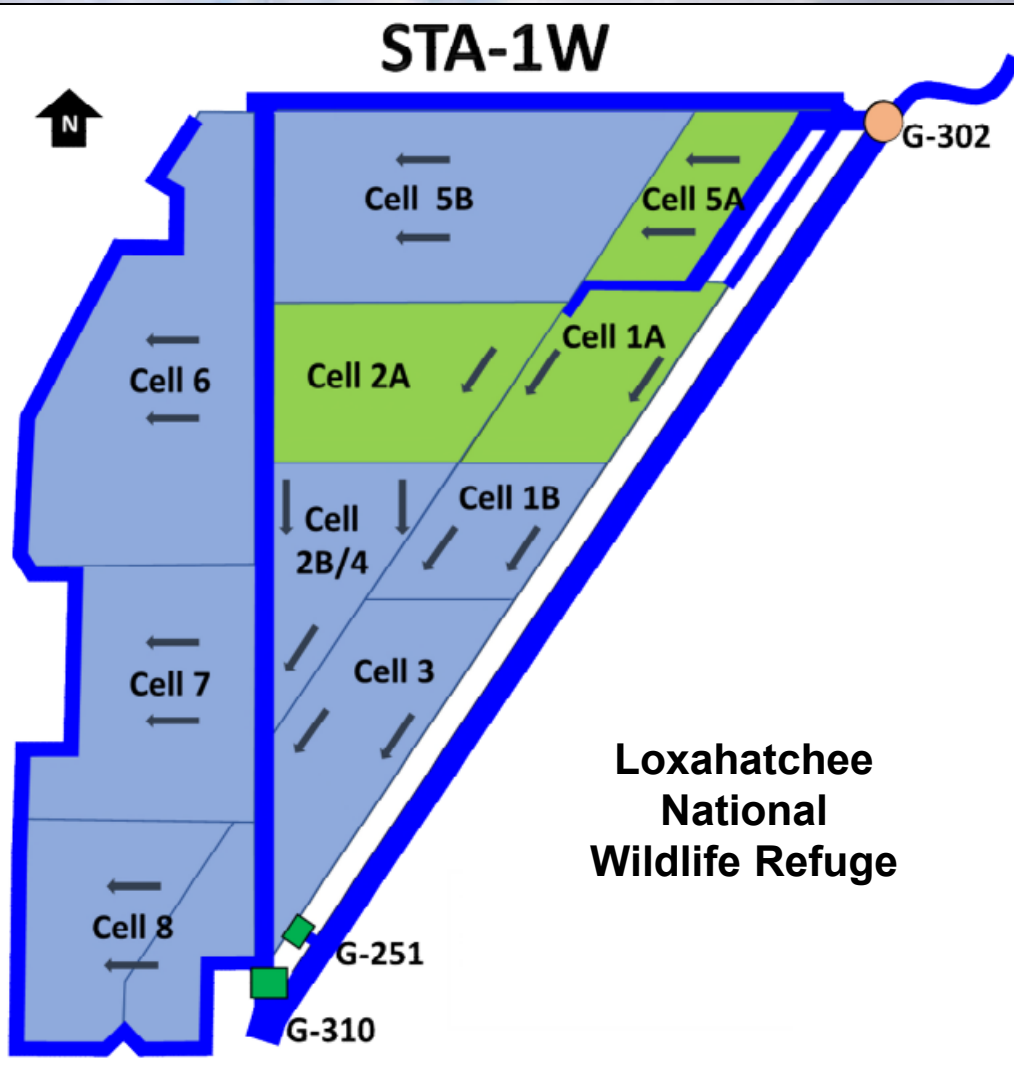 STA-1W
N
G-302
Cell 5B
Cell 5A
Cell 1A
Cell 2A
Cell 6
Cell 1B
Cell
2B/4
Cell 3
Cell 7
Loxahatchee
National
Wildlife Refuge
Cell 8
G-251
G-310